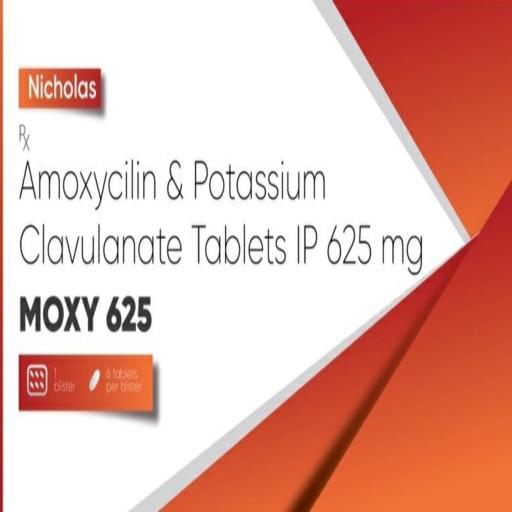 Nicholas
Rx
Amoxycilin & Potassium
Clavulanate Tablets IP 625 mg
MOXY 625
1
blister
6 tablets
per blister